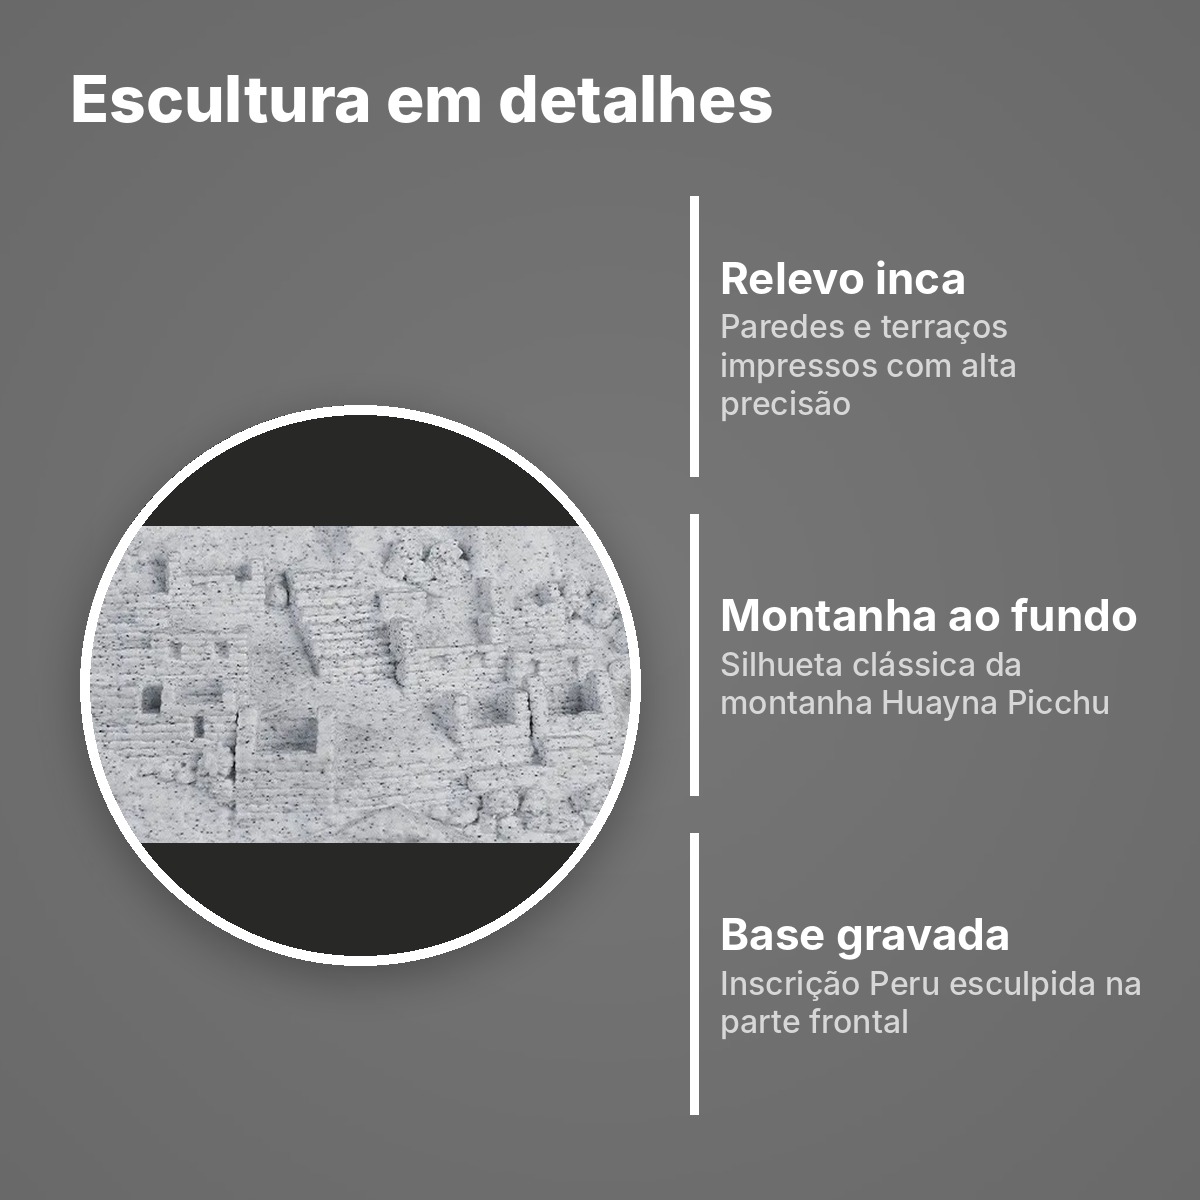 Escultura em detalhes
Relevo inca
Paredes e terraços
impressos com alta
precisão
Montanha ao fundo
Silhueta clássica da
montanha Huayna Picchu
Base gravada
Inscrição Peru esculpida na
parte frontal